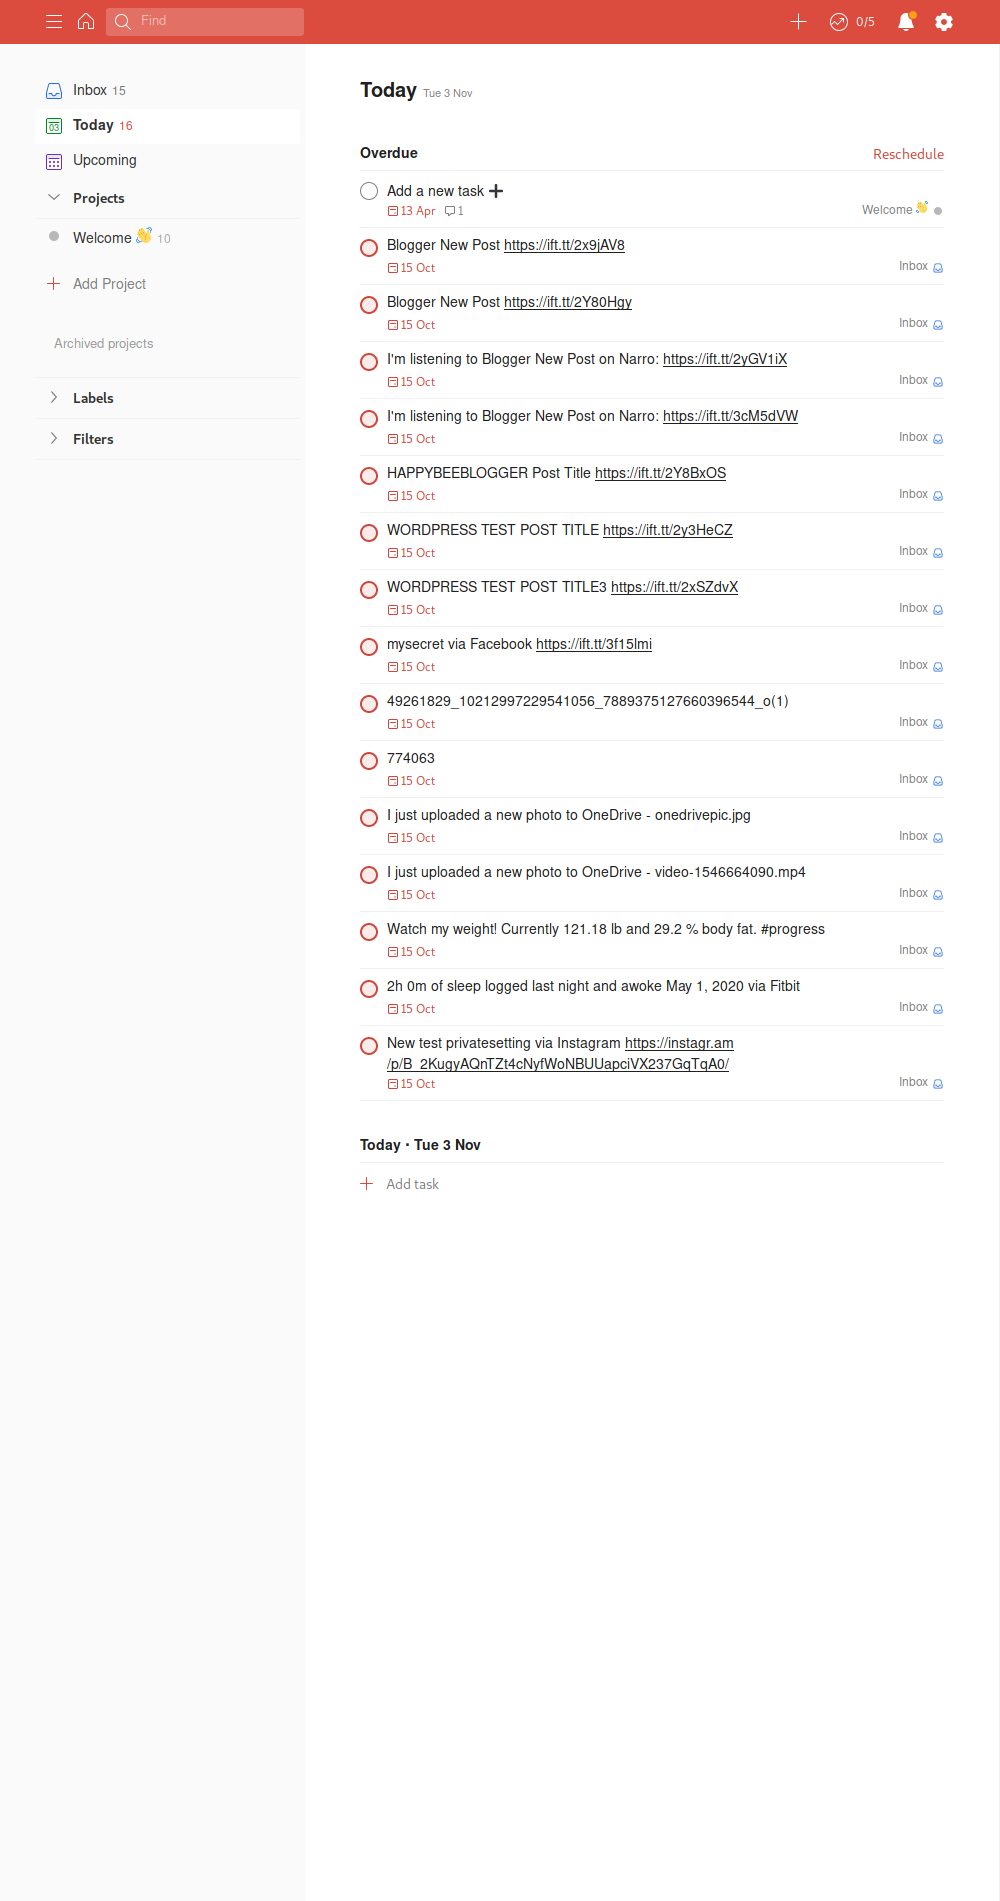 Find
0/5
Inbox 15
03
Today 16
Upcoming
Projects
Welcome 👋 10
Add Project
Archived projects
Labels
Filters
Today Tue 3 Nov
Overdue
Reschedule
Add a new task ➕
13 Apr 1
Welcome 👋
Blogger New Post https://ift.tt/2x9jAV8
15 Oct
Inbox
Blogger New Post https://ift.tt/2Y80Hgy
15 Oct
Inbox
I'm listening to Blogger New Post on Narro: https://ift.tt/2yGV1iX
15 Oct
Inbox
I'm listening to Blogger New Post on Narro: https://ift.tt/3cM5dVW
15 Oct
Inbox
HAPPYBEEBLOGGER Post Title https://ift.tt/2Y8BxOS
15 Oct
Inbox
WORDPRESS TEST POST TITLE https://ift.tt/2y3HeCZ
15 Oct
Inbox
WORDPRESS TEST POST TITLE3 https://ift.tt/2xSZdvX
15 Oct
Inbox
mysecret via Facebook https://ift.tt/3f15lmi
15 Oct
Inbox
49261829_10212997229541056_7889375127660396544_o(1)
15 Oct
Inbox
774063
15 Oct
Inbox
I just uploaded a new photo to OneDrive - onedrivepic.jpg
15 Oct
Inbox
I just uploaded a new photo to OneDrive - video-1546664090.mp4
15 Oct
Inbox
Watch my weight! Currently 121.18 lb and 29.2 % body fat. #progress
15 Oct
Inbox
2h 0m of sleep logged last night and awoke May 1, 2020 via Fitbit
15 Oct
Inbox
New test privatesetting via Instagram https://instagr.am
/p/B_2KugyAQnTZt4cNyfWoNBUUapciVX237GqTqA0/
15 Oct
Inbox
Today · Tue 3 Nov
Add task